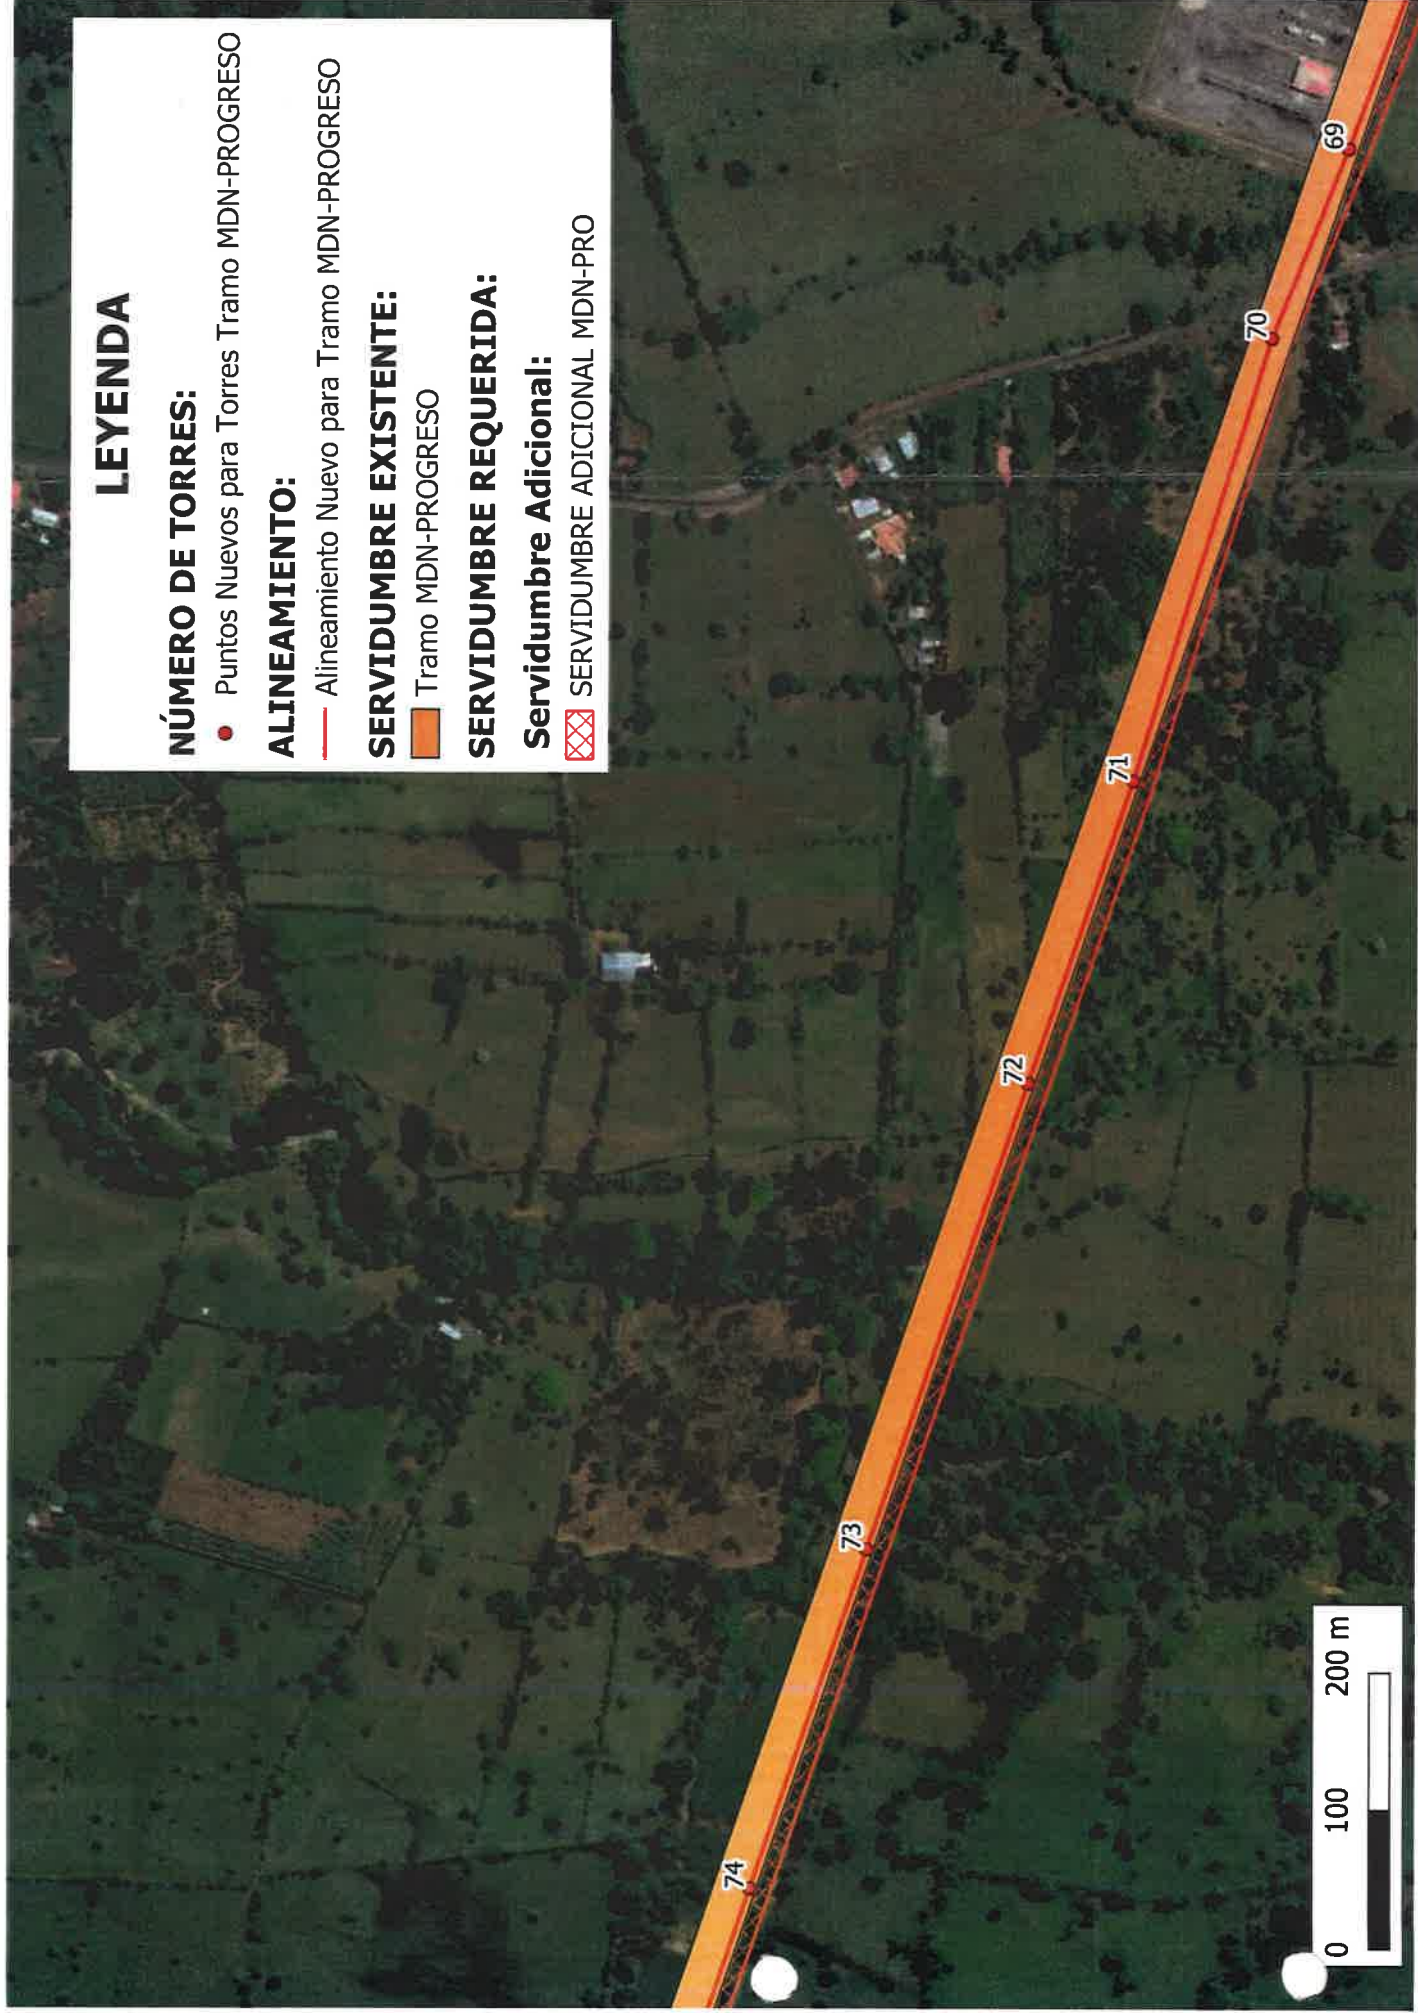 LEYENDA
NÚMERO DE TORRES:
Puntos Nuevos para Torres Tramo MDN-PROGRESO
ALINEAMIENTO:
Alineamiento Nuevo para Tramo MDN-PROGRESO
SERVIDUMBRE EXISTENTE:
Tramo MDN-PROGRESO
SERVIDUMBRE REQUERIDA:
Servidumbre Adicional:
SERVIDUMBRE ADICIONAL MDN-PRO
74
73
72
71
70
69
0 100 200 m